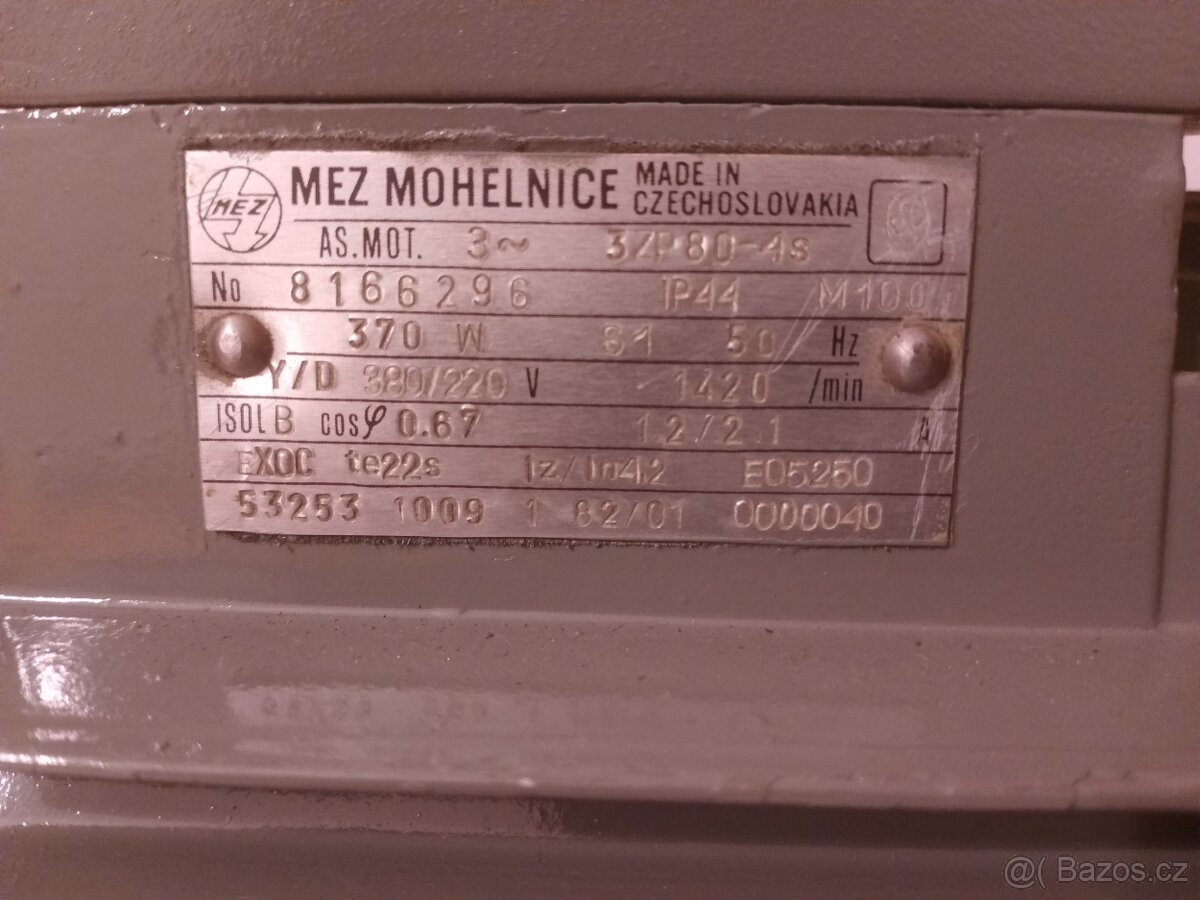 MEZ MEZ MOHELNICE MADE IN CZECHOSLOVAKIA
AS.MOT. 3~ 3ZP80-4s
No 8166296 IP44 M100
370 W S1 50 Hz
Y/D 380/220 V 1420 /min
ISOL B cosφ 0.67 1.2/2.1 A
EXOC te22s Iz/In4,2 E05250
53253 1009 1 82/01 0000040
@( Bazos.cz